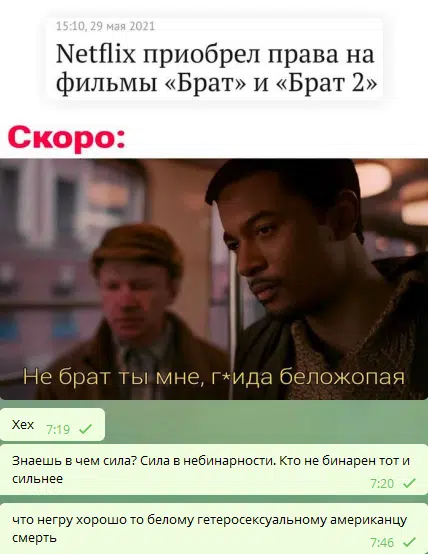 15:10, 29 мая 2021
Netflix приобрел права на
фильмы «Брат» и «Брат 2»
Скоро:
Не брат ты мне, г*ида беложопая
Хех 7:19
Знаешь в чем сила? Сила в небинарности. Кто не бинарен тот и
сильнее
7:20
что негру хорошо то белому гетеросексуальному американцу
смерть
7:46